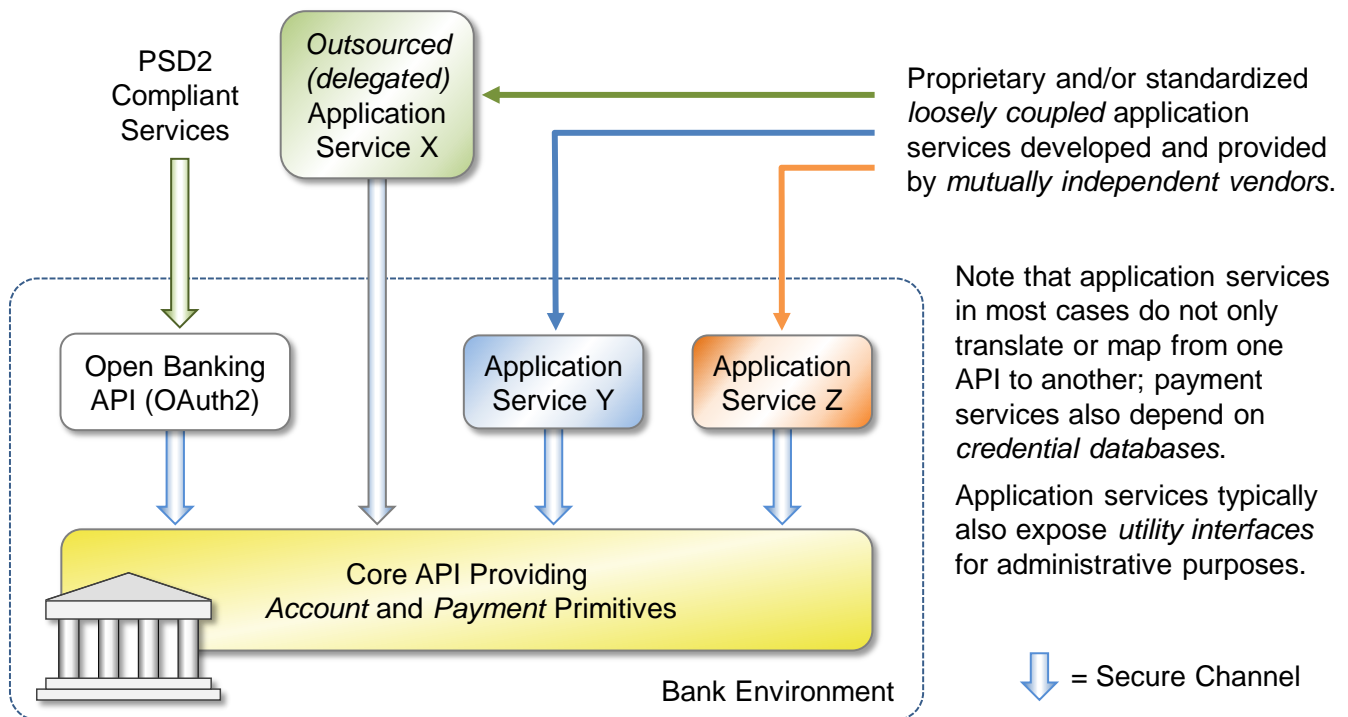 PSD2
Compliant
Services
Outsourced
(delegated)
Application
Service X
Proprietary and/or standardized
loosely coupled application
services developed and provided
by mutually independent vendors.
Open Banking
API (OAuth2)
Application
Service Y
Application
Service Z
Note that application services
in most cases do not only
translate or map from one
API to another; payment
services also depend on
credential databases.
Application services typically
also expose utility interfaces
for administrative purposes.
Core API Providing
Account and Payment Primitives
Bank Environment
= Secure Channel